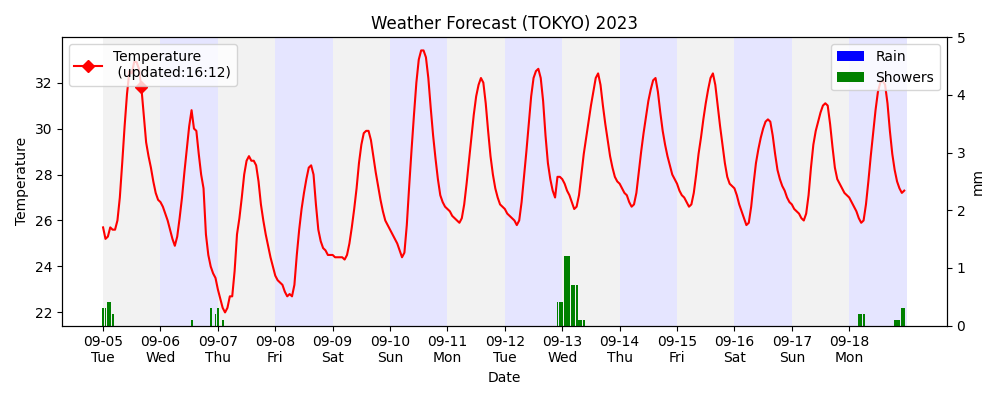 Weather Forecast (TOKYO) 2023
Temperature
(updated:16:12)
Rain
Showers
Temperature
32
30
28
26
24
22
5
4
3
2
1
0
mm
09-05 09-06 09-07 09-08 09-09 09-10 09-11 09-12 09-13 09-14 09-15 09-16 09-17 09-18
Tue Wed Thu Fri Sat Sun Mon Tue Wed Thu Fri Sat Sun Mon
Date